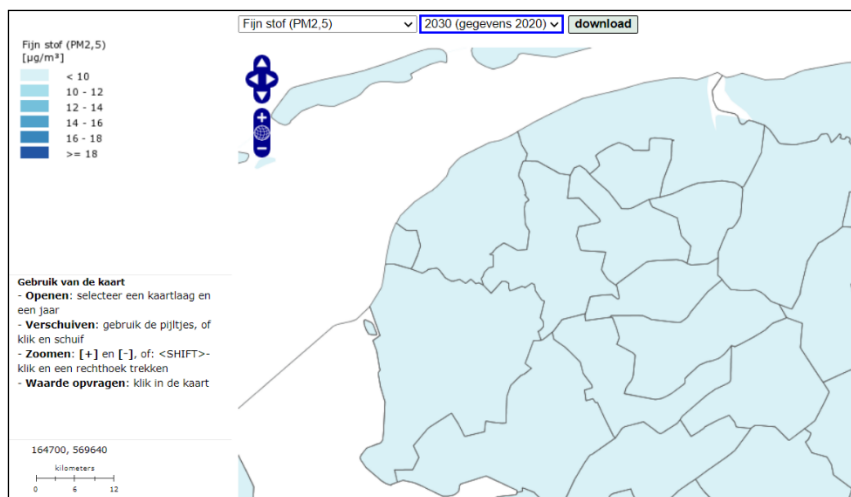 Fijn stof (PM2,5)
2030 (gegevens 2020)
download
Fijn stof (PM2,5)
[µg/m³]
< 10
10 - 12
12 - 14
14 - 16
16 - 18
>= 18
Gebruik van de kaart
- Openen: selecteer een kaartlaag en
een jaar
- Verschuiven: gebruik de pijltjes, of
klik en schuif
- Zoomen: [+] en [-], of: <SHIFT>-
klik en een rechthoek trekken
- Waarde opvragen: klik in de kaart
164700, 569640
kilometers
0 6 12